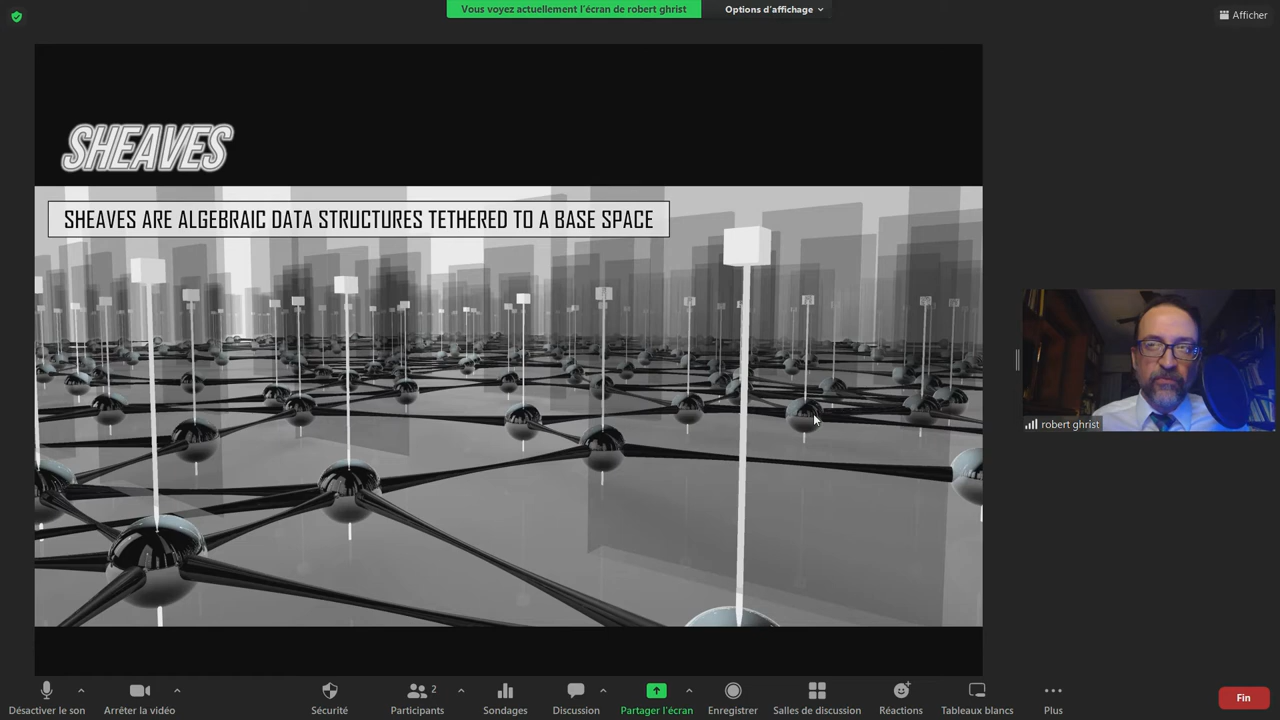 Vous voyez actuellement l'écran de robert ghrist
Options d'affichage
Afficher
SHEAVES
SHEAVES ARE ALGEBRAIC DATA STRUCTURES TETHERED TO A BASE SPACE
robert ghrist
2
Désactiver le son
Arrêter la vidéo
Sécurité
Participants
Sondages
Discussion
Partager l'écran
Enregistrer
Salles de discussion
Réactions
Tableaux blancs
Plus
Fin